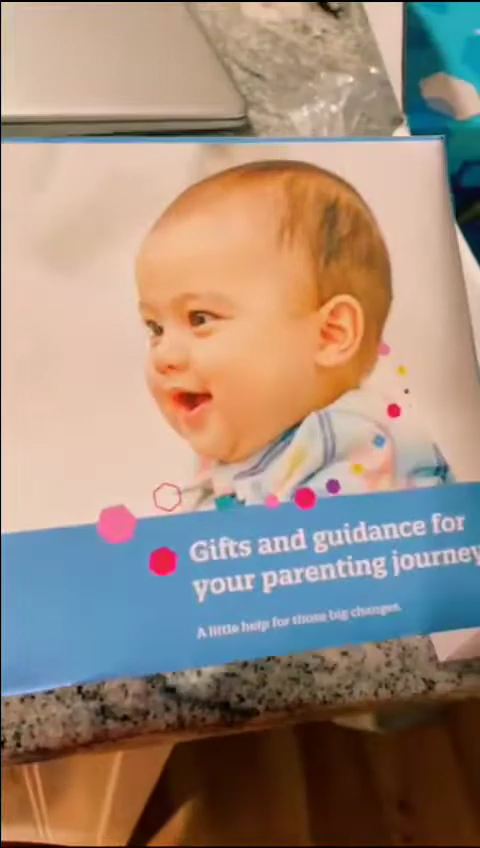 Gifts and guidance for
your parenting journey
A little help for those big changes.